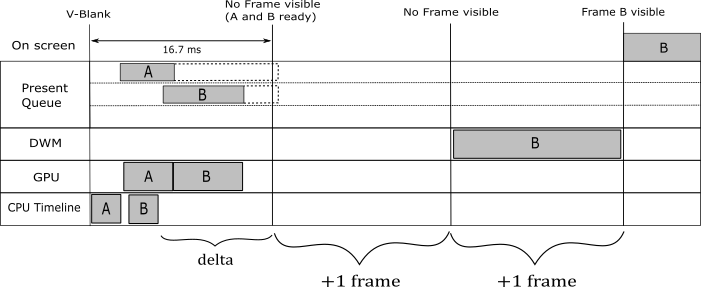 V-Blank
No Frame visible
(A and B ready)
No Frame visible
Frame B visible
On screen
16.7 ms
B
Present
Queue
A
B
DWM
B
GPU
A
B
CPU Timeline
A
B
delta
+1 frame
+1 frame